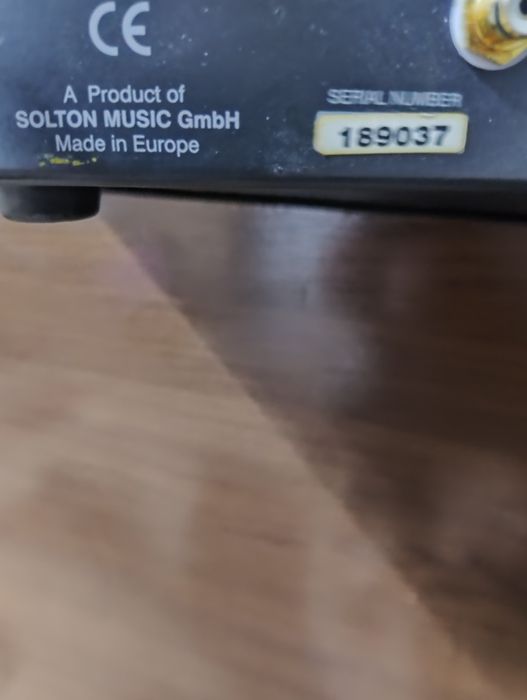 CE
A Product of
SOLTON MUSIC GmbH
Made in Europe
SERIAL NUMBER
189037